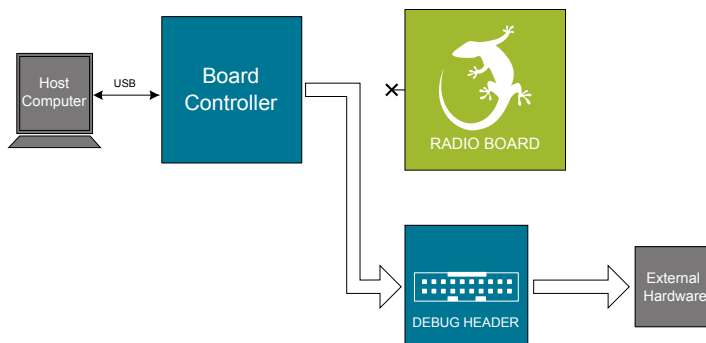 Host
Computer
USB
Board
Controller
RADIO BOARD
DEBUG HEADER
External
Hardware